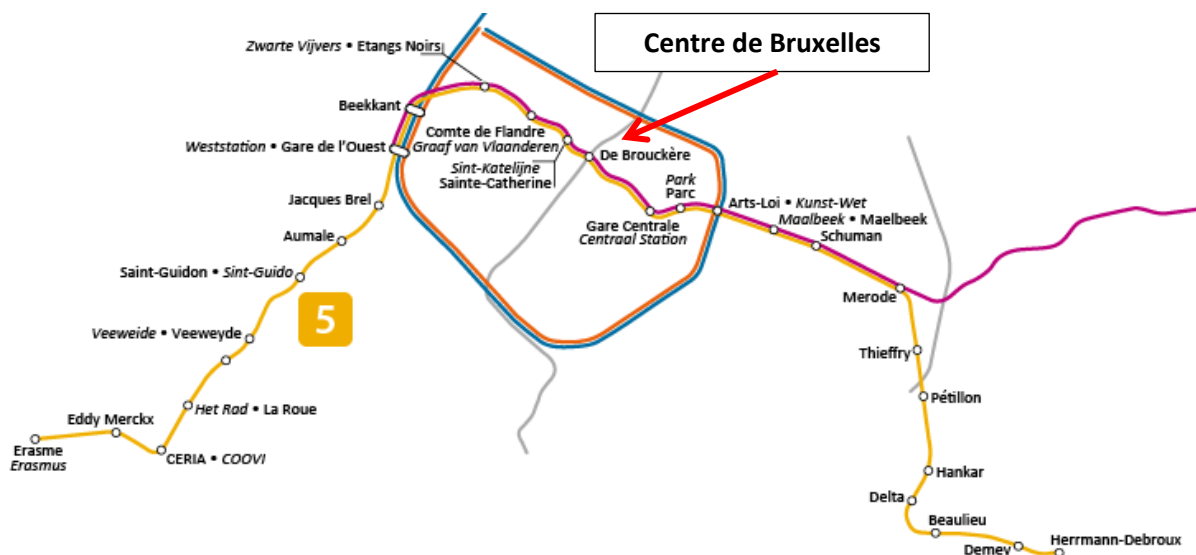 Centre de Bruxelles
Zwarte Vijvers • Etangs Noirs
Beekkant
Comte de Flandre
Graaf van Vlaanderen
Weststation • Gare de l'Ouest
De Brouckère
Sint-Katelijne
Sainte-Catherine
Park
Parc
Jacques Brel
Arts-Loi • Kunst-Wet
Maalbeek • Maelbeek
Schuman
Gare Centrale
Centraal Station
Aumale
Saint-Guidon • Sint-Guido
Merode
5
Veeweide • Veeweyde
Thieffry
Pétillon
Het Rad • La Roue
Eddy Merckx
Erasme
Erasmus
CERIA • COOVI
Hankar
Delta
Beaulieu
Demey
Herrmann-Debroux